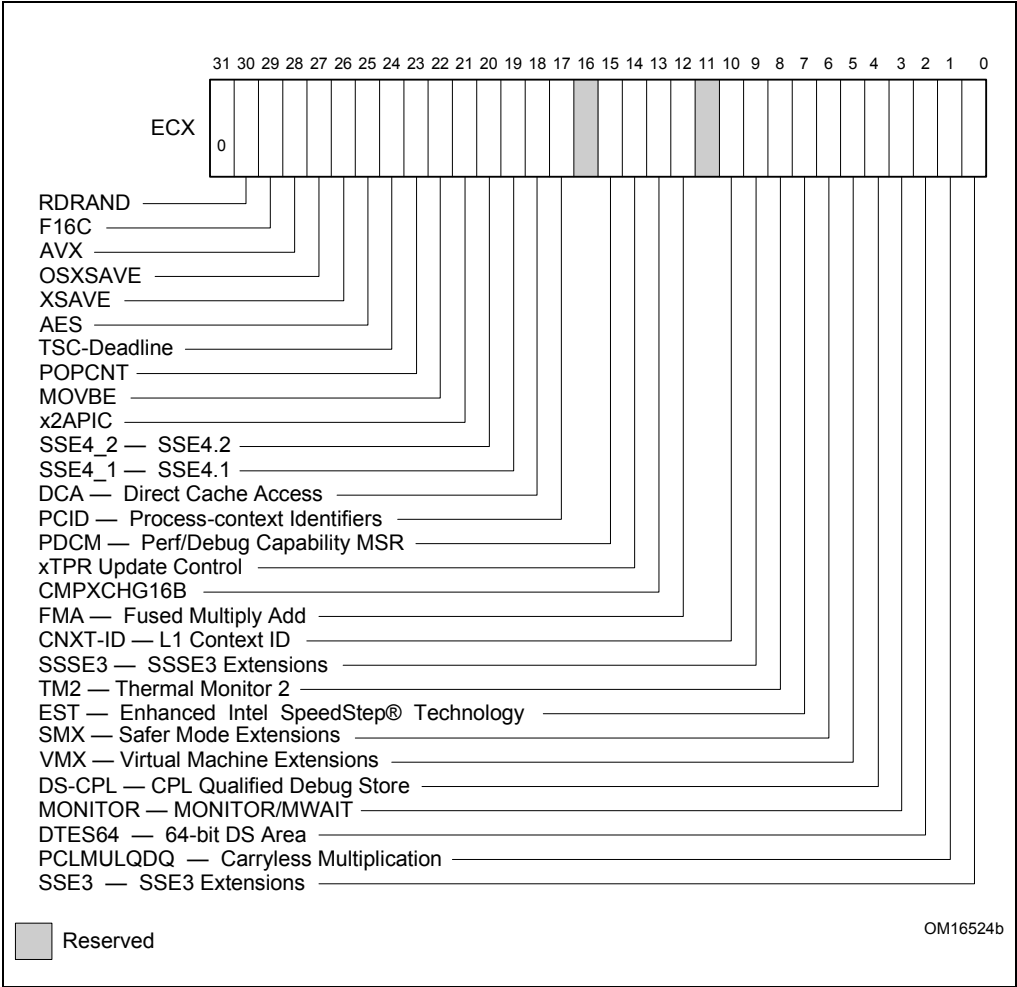 31 30 29 28 27 26 25 24 23 22 21 20 19 18 17 16 15 14 13 12 11 10 9 8 7 6 5 4 3 2 1 0
ECX
0
RDRAND
F16C
AVX
OSXSAVE
XSAVE
AES
TSC-Deadline
POPCNT
MOVBE
x2APIC
SSE4_2 — SSE4.2
SSE4_1 — SSE4.1
DCA — Direct Cache Access
PCID — Process-context Identifiers
PDCM — Perf/Debug Capability MSR
xTPR Update Control
CMPXCHG16B
FMA — Fused Multiply Add
CNXT-ID — L1 Context ID
SSSE3 — SSSE3 Extensions
TM2 — Thermal Monitor 2
EST — Enhanced Intel SpeedStep® Technology
SMX — Safer Mode Extensions
VMX — Virtual Machine Extensions
DS-CPL — CPL Qualified Debug Store
MONITOR — MONITOR/MWAIT
DTES64 — 64-bit DS Area
PCLMULQDQ — Carryless Multiplication
SSE3 — SSE3 Extensions
Reserved
OM16524b